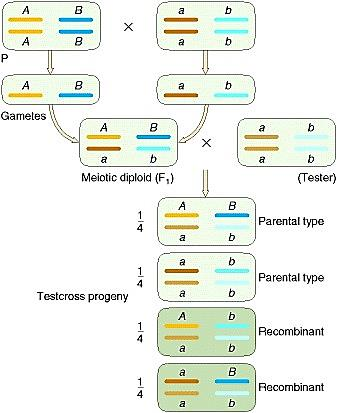 A B a b
×
A B a b
P
A B a b
Gametes
A B a
× 
a b b a
Meiotic diploid (F1) (Tester)
A B
1/4 Parental type
a b
a b
1/4 Parental type
a b
Testcross progeny
A b
1/4 Recombinant
a b
a B
1/4 Recombinant
a b